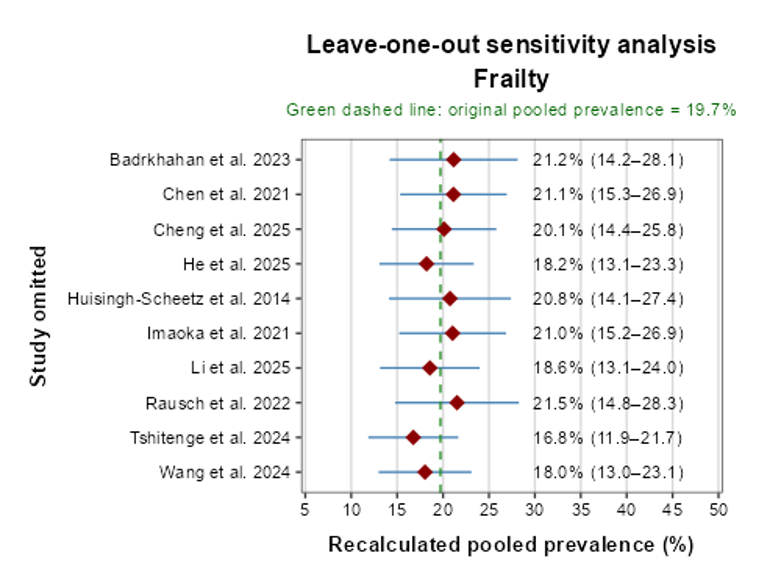 Leave-one-out sensitivity analysis
Frailty
Green dashed line: original pooled prevalence = 19.7%
Study omitted
Badrkhahan et al. 2023 21.2% (14.2–28.1)
Chen et al. 2021 21.1% (15.3–26.9)
Cheng et al. 2025 20.1% (14.4–25.8)
He et al. 2025 18.2% (13.1–23.3)
Huisingh-Scheetz et al. 2014 20.8% (14.1–27.4)
Imaoka et al. 2021 21.0% (15.2–26.9)
Li et al. 2025 18.6% (13.1–24.0)
Rausch et al. 2022 21.5% (14.8–28.3)
Tshitenge et al. 2024 16.8% (11.9–21.7)
Wang et al. 2024 18.0% (13.0–23.1)
5 10 15 20 25 30 35 40 45 50
Recalculated pooled prevalence (%)